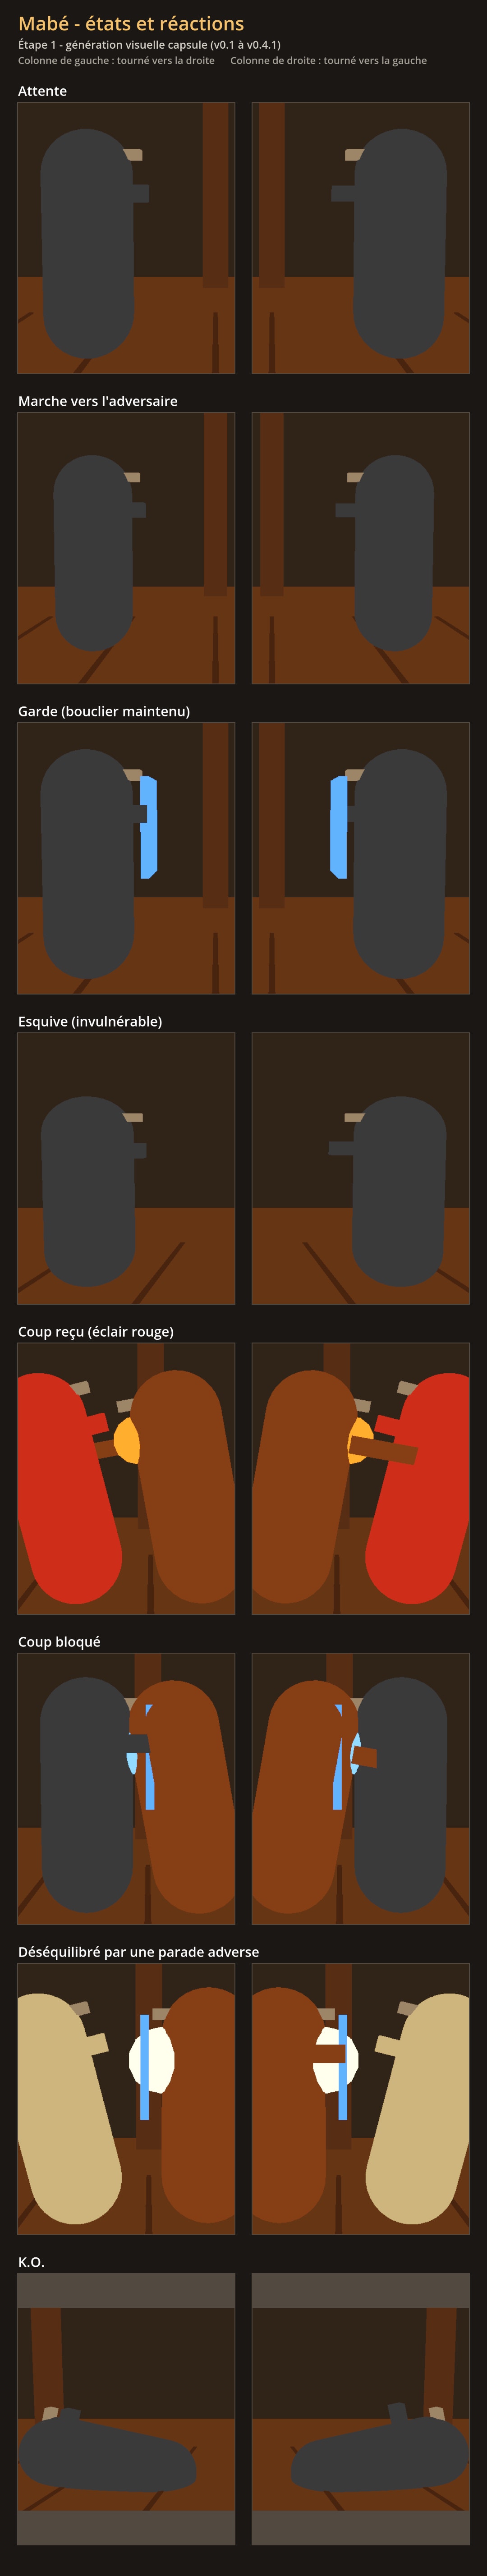 Mabé - états et réactions
Étape 1 - génération visuelle capsule (v0.1 à v0.4.1)
Colonne de gauche : tourné vers la droite Colonne de droite : tourné vers la gauche
Attente
Marche vers l'adversaire
Garde (bouclier maintenu)
Esquive (invulnérable)
Coup reçu (éclair rouge)
Coup bloqué
Déséquilibré par une parade adverse
K.O.